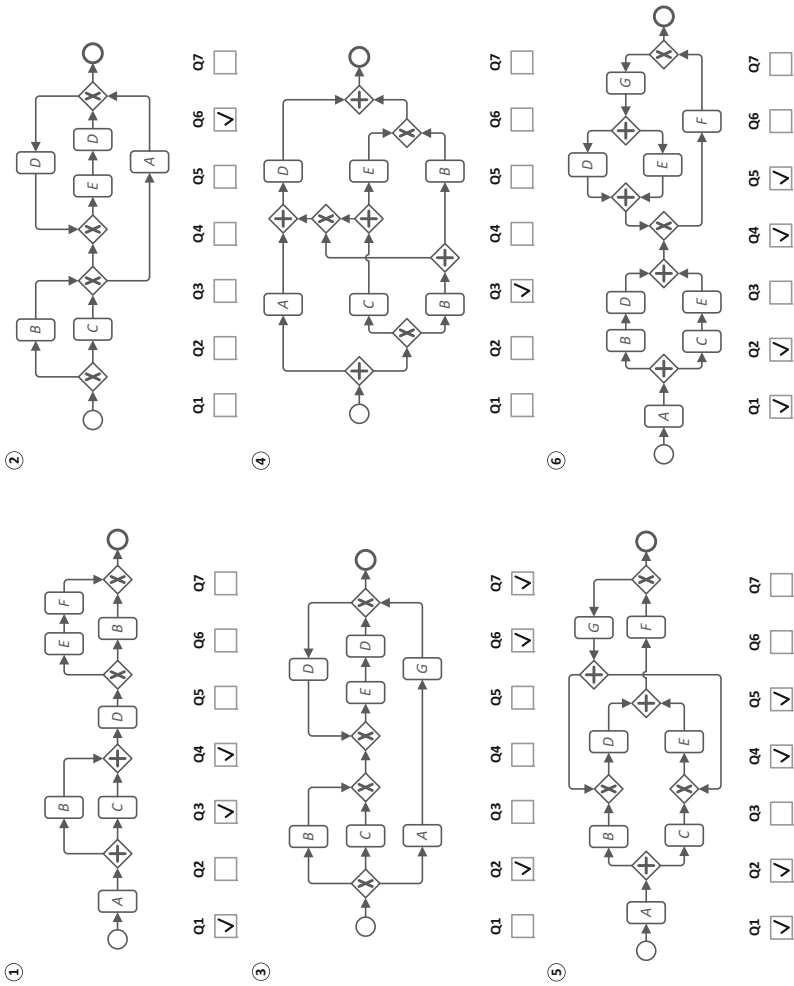 ①
B E F
A C D B
Q1 Q2 Q3 Q4 Q5 Q6 Q7
②
B D
C E D
A
Q1 Q2 Q3 Q4 Q5 Q6 Q7
③
B D
C E D
A G
Q1 Q2 Q3 Q4 Q5 Q6 Q7
④
A D
C E
B B
Q1 Q2 Q3 Q4 Q5 Q6 Q7
⑤
G
B D
A F
C E
Q1 Q2 Q3 Q4 Q5 Q6 Q7
⑥
D
B D G
A E
C E F
Q1 Q2 Q3 Q4 Q5 Q6 Q7